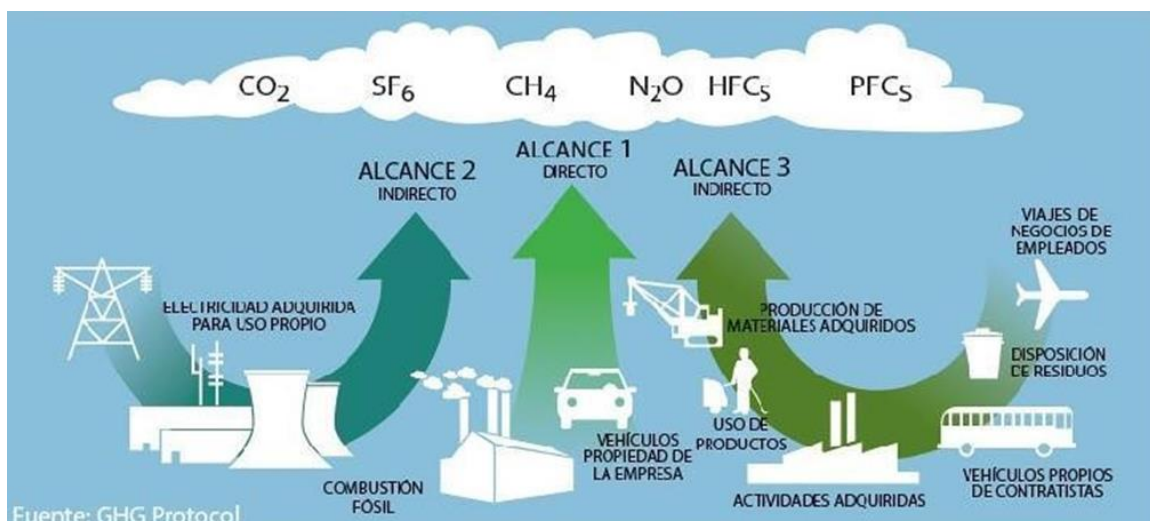 CO2 SF6 CH4 N2O HFC5 PFCS
ALCANCE 2
INDIRECTO
ALCANCE 1
DIRECTO
ALCANCE 3
INDIRECTO
VIAJES DE
NEGOCIOS DE
EMPLEADOS
ELECTRICIDAD ADQUIRIDA
PARA USO PROPIO
PRODUCCIÓN DE
MATERIALES ADQUIRIDOS
DISPOSICIÓN
DE RESIDUOS
USO DE
PRODUCTOS
VEHÍCULOS
PROPIEDAD DE
LA EMPRESA
COMBUSTIÓN
FÓSIL
ACTIVIDADES ADQUIRIDAS
VEHÍCULOS PROPIOS
DE CONTRATISTAS
Fuente: GHG Protocol